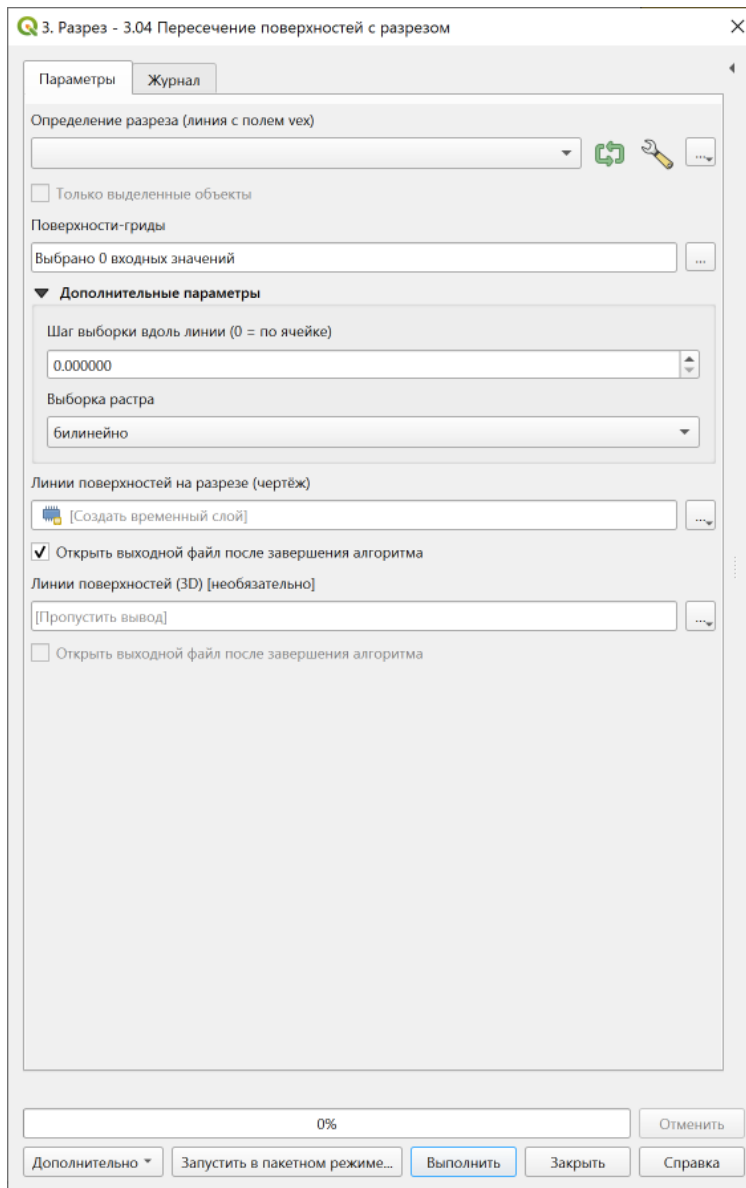 3. Разрез - 3.04 Пересечение поверхностей с разрезом
Параметры
Журнал
Определение разреза (линия с полем vex)
...
Только выделенные объекты
Поверхности-гриды
Выбрано 0 входных значений
...
Дополнительные параметры
Шаг выборки вдоль линии (0 = по ячейке)
0.000000
Выборка растра
билинейно
Линии поверхностей на разрезе (чертёж)
[Создать временный слой]
...
Открыть выходной файл после завершения алгоритма
Линии поверхностей (3D) [необязательно]
[Пропустить вывод]
...
Открыть выходной файл после завершения алгоритма
0%
Отменить
Дополнительно
Запустить в пакетном режиме...
Выполнить
Закрыть
Справка